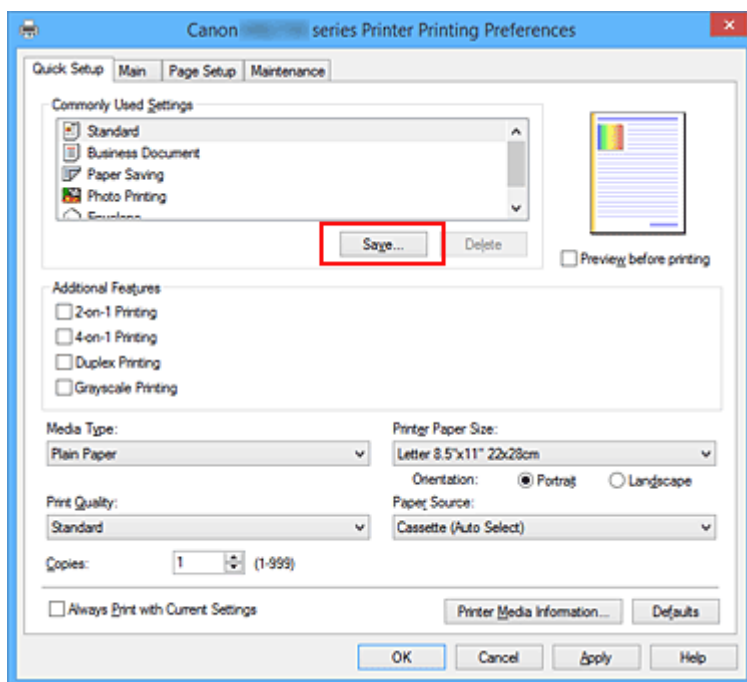 Canon series Printer Printing Preferences
Quick Setup Main Page Setup Maintenance
Commonly Used Settings
Standard
Business Document
Paper Saving
Photo Printing
Envelope
Save... Delete
Preview before printing
Additional Features
2-on-1 Printing
4-on-1 Printing
Duplex Printing
Grayscale Printing
Media Type: Printer Paper Size:
Plain Paper Letter 8.5"x11" 22x28cm
Orientation: Portrait Landscape
Print Quality: Paper Source:
Standard Cassette (Auto Select)
Copies: 1 (1-999)
Always Print with Current Settings Printer Media Information... Defaults
OK Cancel Apply Help